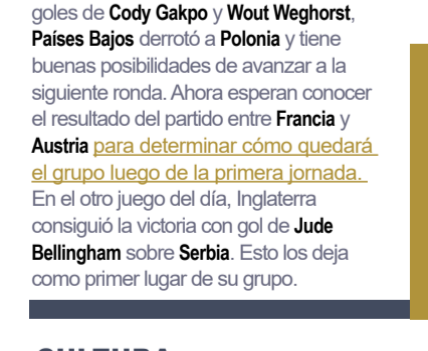 goles de Cody Gakpo y Wout Weghorst,
Países Bajos derrotó a Polonia y tiene
buenas posibilidades de avanzar a la
siguiente ronda. Ahora esperan conocer
el resultado del partido entre Francia y
Austria para determinar cómo quedará
el grupo luego de la primera jornada.
En el otro juego del día, Inglaterra
consiguió la victoria con gol de Jude
Bellingham sobre Serbia. Esto los deja
como primer lugar de su grupo.
CULTURA